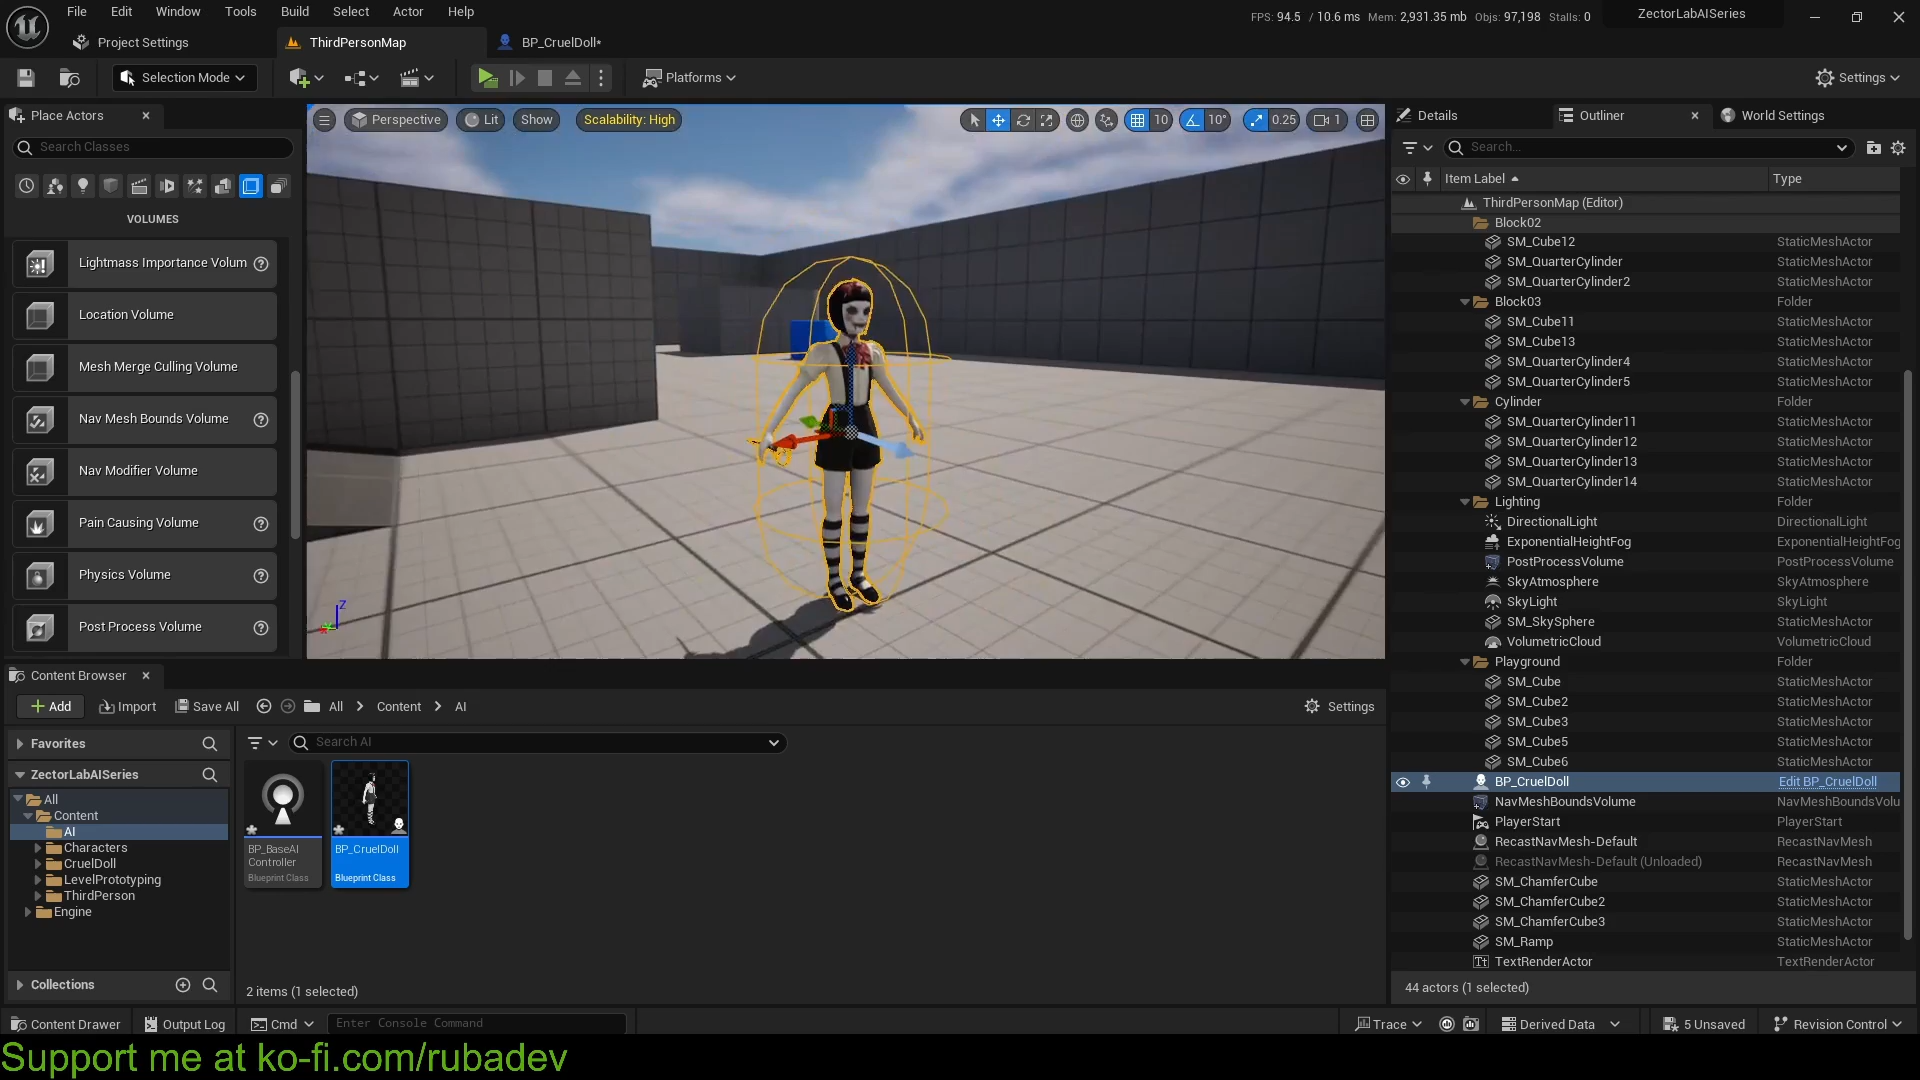 File Edit Window Tools Build Select Actor Help
FPS: 94.5 / 10.6 ms Mem: 2,931.35 mb Objs: 97,198 Stalls: 0
ZectorLabAISeries
Project Settings
ThirdPersonMap
BP_CruelDoll*
Selection Mode
Platforms
Settings
Place Actors
Search Classes
VOLUMES
Lightmass Importance Volum
Location Volume
Mesh Merge Culling Volume
Nav Mesh Bounds Volume
Nav Modifier Volume
Pain Causing Volume
Physics Volume
Post Process Volume
Perspective
Lit
Show
Scalability: High
10
10°
0.25
1
Z
Details
Outliner
World Settings
Search...
Item Label Type
ThirdPersonMap (Editor)
Block02
SM_Cube12 StaticMeshActor
SM_QuarterCylinder StaticMeshActor
SM_QuarterCylinder2 StaticMeshActor
Block03 Folder
SM_Cube11 StaticMeshActor
SM_Cube13 StaticMeshActor
SM_QuarterCylinder4 StaticMeshActor
SM_QuarterCylinder5 StaticMeshActor
Cylinder Folder
SM_QuarterCylinder11 StaticMeshActor
SM_QuarterCylinder12 StaticMeshActor
SM_QuarterCylinder13 StaticMeshActor
SM_QuarterCylinder14 StaticMeshActor
Lighting Folder
DirectionalLight DirectionalLight
ExponentialHeightFog ExponentialHeightFog
PostProcessVolume PostProcessVolume
SkyAtmosphere SkyAtmosphere
SkyLight SkyLight
SM_SkySphere StaticMeshActor
VolumetricCloud VolumetricCloud
Playground Folder
SM_Cube StaticMeshActor
SM_Cube2 StaticMeshActor
SM_Cube3 StaticMeshActor
SM_Cube5 StaticMeshActor
SM_Cube6 StaticMeshActor
BP_CruelDoll Edit BP_CruelDoll
NavMeshBoundsVolume NavMeshBoundsVolu
PlayerStart PlayerStart
RecastNavMesh-Default RecastNavMesh
RecastNavMesh-Default (Unloaded) RecastNavMesh
SM_ChamferCube StaticMeshActor
SM_ChamferCube2 StaticMeshActor
SM_ChamferCube3 StaticMeshActor
SM_Ramp StaticMeshActor
TextRenderActor TextRenderActor
44 actors (1 selected)
Content Browser
Add Import Save All All Content AI Settings
Favorites
ZectorLabAISeries
All
Content
AI
Characters
CruelDoll
LevelPrototyping
ThirdPerson
Engine
Collections
Search AI
BP_BaseAI
Controller
Blueprint Class
BP_CruelDoll
Blueprint Class
2 items (1 selected)
Content Drawer Output Log Cmd Enter Console Command Trace Derived Data 5 Unsaved Revision Control
Support me at ko-fi.com/rubadev